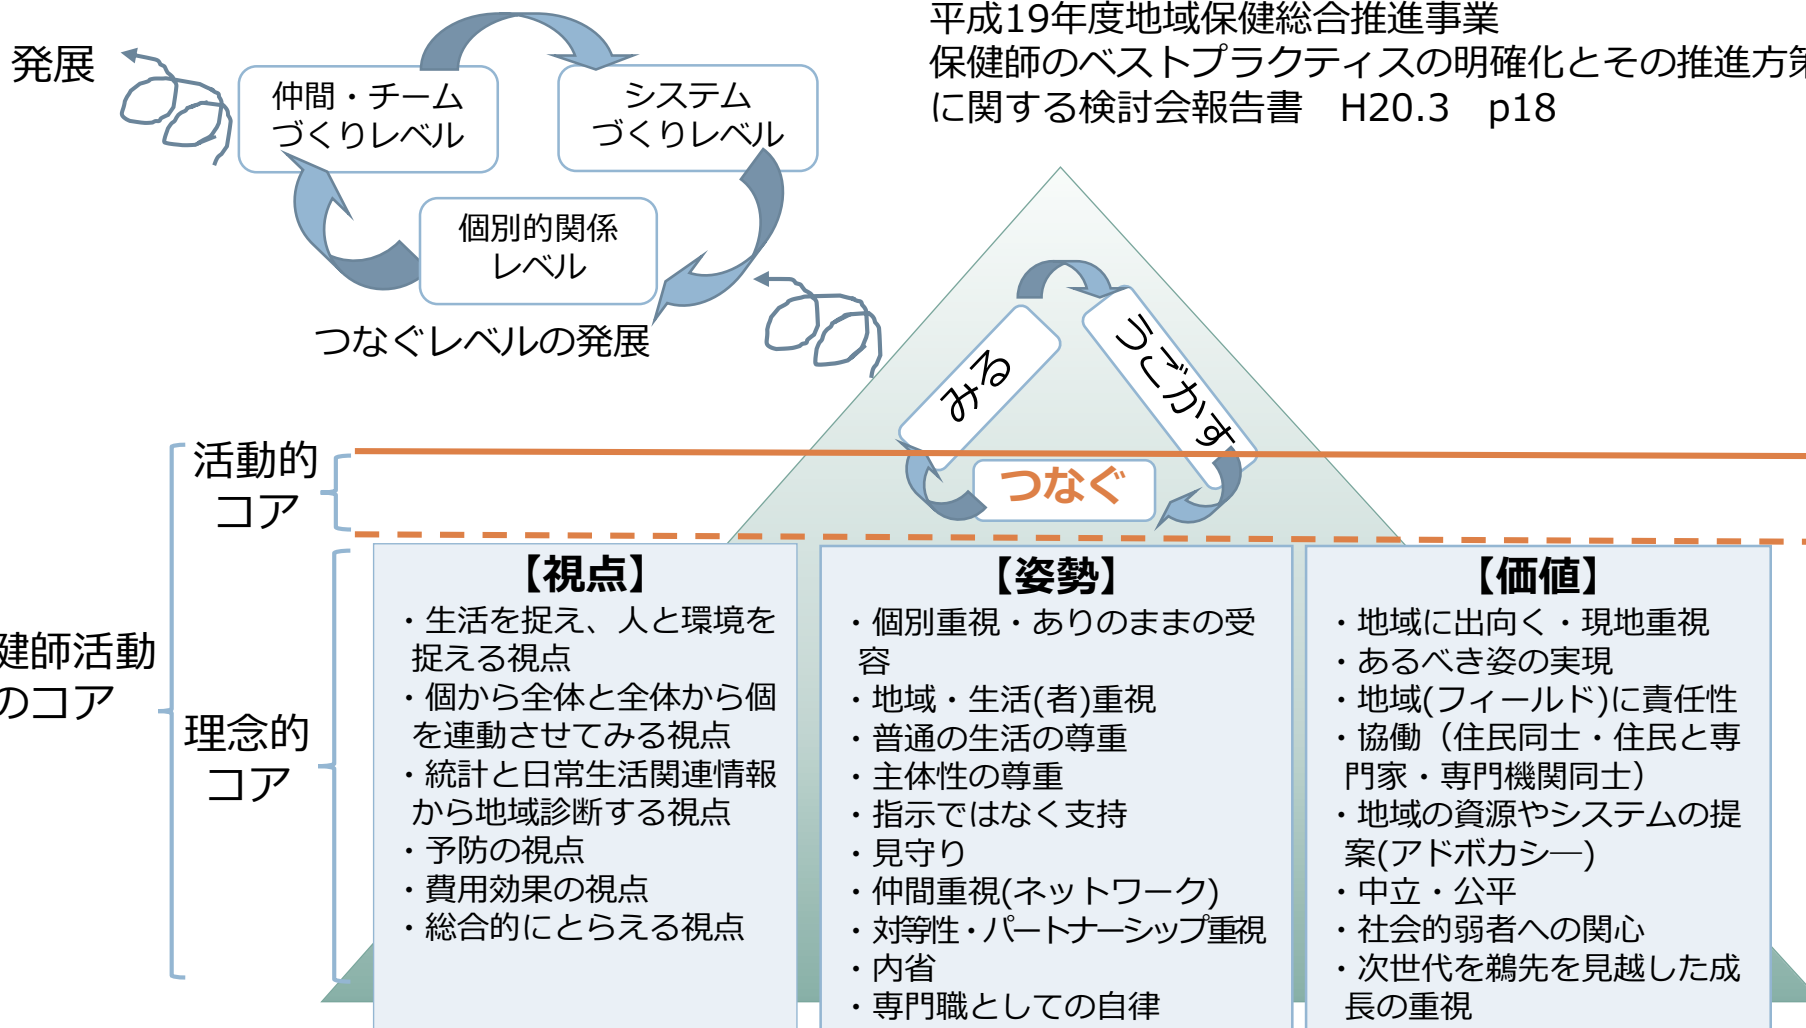 平成19年度地域保健総合推進事業
保健師のベストプラクティスの明確化とその推進方策
に関する検討会報告書　H20.3　p18
発展
仲間・チーム
づくりレベル
システム
づくりレベル
個別的関係
レベル
つなぐレベルの発展
みる
うごかす
つなぐ
活動的
コア
健師活動
のコア
理念的
コア
【視点】
・生活を捉え、人と環境を
捉える視点
・個から全体と全体から個
を連動させてみる視点
・統計と日常生活関連情報
から地域診断する視点
・予防の視点
・費用効果の視点
・総合的にとらえる視点
【姿勢】
・個別重視・ありのままの受
容
・地域・生活(者)重視
・普通の生活の尊重
・主体性の尊重
・指示ではなく支持
・見守り
・仲間重視(ネットワーク)
・対等性・パートナーシップ重視
・内省
・専門職としての自律
【価値】
・地域に出向く・現地重視
・あるべき姿の実現
・地域(フィールド)に責任性
・協働（住民同士・住民と専
門家・専門機関同士）
・地域の資源やシステムの提
案(アドボカシ―)
・中立・公平
・社会的弱者への関心
・次世代を鵜先を見越した成
長の重視